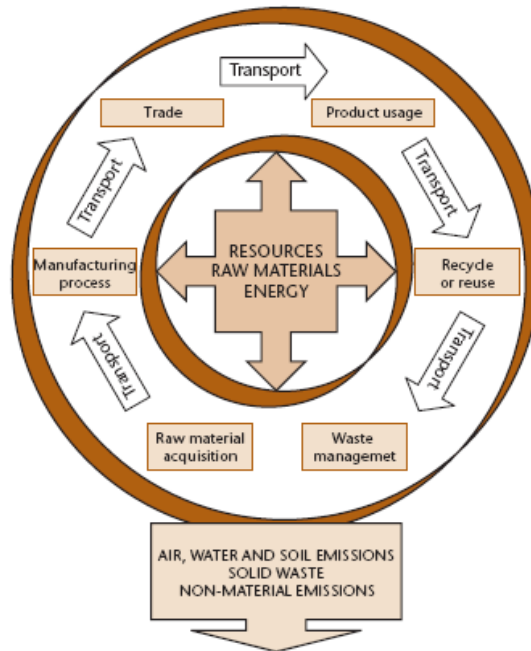 Transport
Trade
Product usage
Transport
Transport
RESOURCES
RAW MATERIALS
ENERGY
Manufacturing
process
Recycle
or reuse
Transport
Transport
Raw material
acquisition
Waste
managemet
AIR, WATER AND SOIL EMISSIONS
SOLID WASTE
NON-MATERIAL EMISSIONS